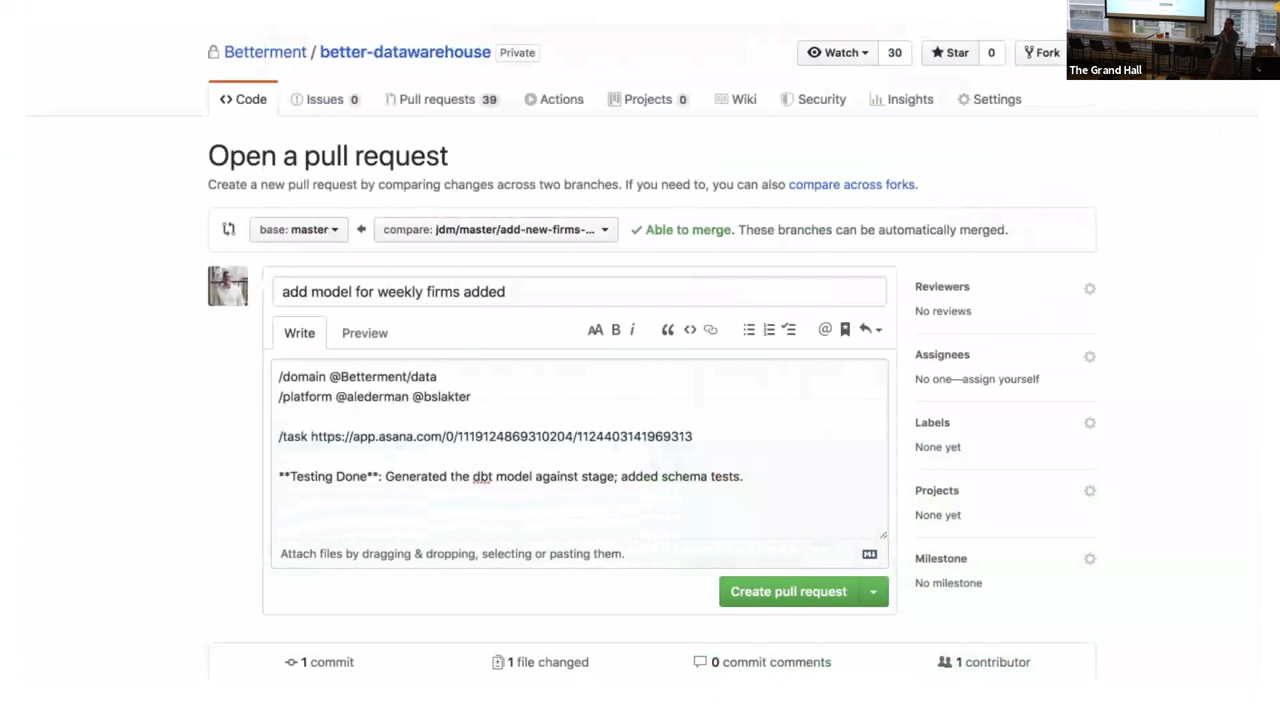 Betterment / better-datawarehouse Private
Watch 30 Star 0 Fork
The Grand Hall
Code Issues 0 Pull requests 39 Actions Projects 0 Wiki Security Insights Settings
Open a pull request
Create a new pull request by comparing changes across two branches. If you need to, you can also compare across forks.
base: master compare: jdm/master/add-new-firms-... Able to merge. These branches can be automatically merged.
add model for weekly firms added
Write Preview
/domain @Betterment/data
/platform @alederman @bslakter
/task https://app.asana.com/0/1119124869310204/1124403141969313
**Testing Done**: Generated the dbt model against stage; added schema tests.
Attach files by dragging & dropping, selecting or pasting them.
Create pull request
Reviewers
No reviews
Assignees
No one—assign yourself
Labels
None yet
Projects
None yet
Milestone
No milestone
1 commit 1 file changed 0 commit comments 1 contributor